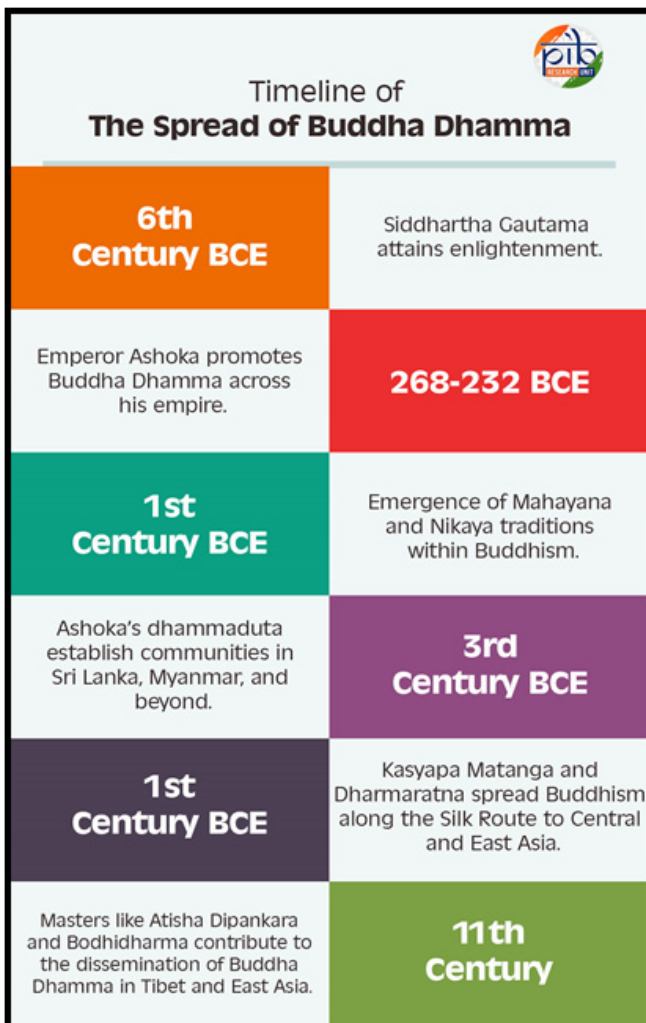 pib
RESEARCH UNIT
Timeline of
The Spread of Buddha Dhamma
6th
Century BCE
Siddhartha Gautama
attains enlightenment.
Emperor Ashoka promotes
Buddha Dhamma across
his empire.
268-232 BCE
1st
Century BCE
Emergence of Mahayana
and Nikaya traditions
within Buddhism.
Ashoka's dhammaduta
establish communities in
Sri Lanka, Myanmar, and
beyond.
3rd
Century BCE
1st
Century BCE
Kasyapa Matanga and
Dharmaratna spread Buddhism
along the Silk Route to Central
and East Asia.
Masters like Atisha Dipankara
and Bodhidharma contribute to
the dissemination of Buddha
Dhamma in Tibet and East Asia.
11th
Century